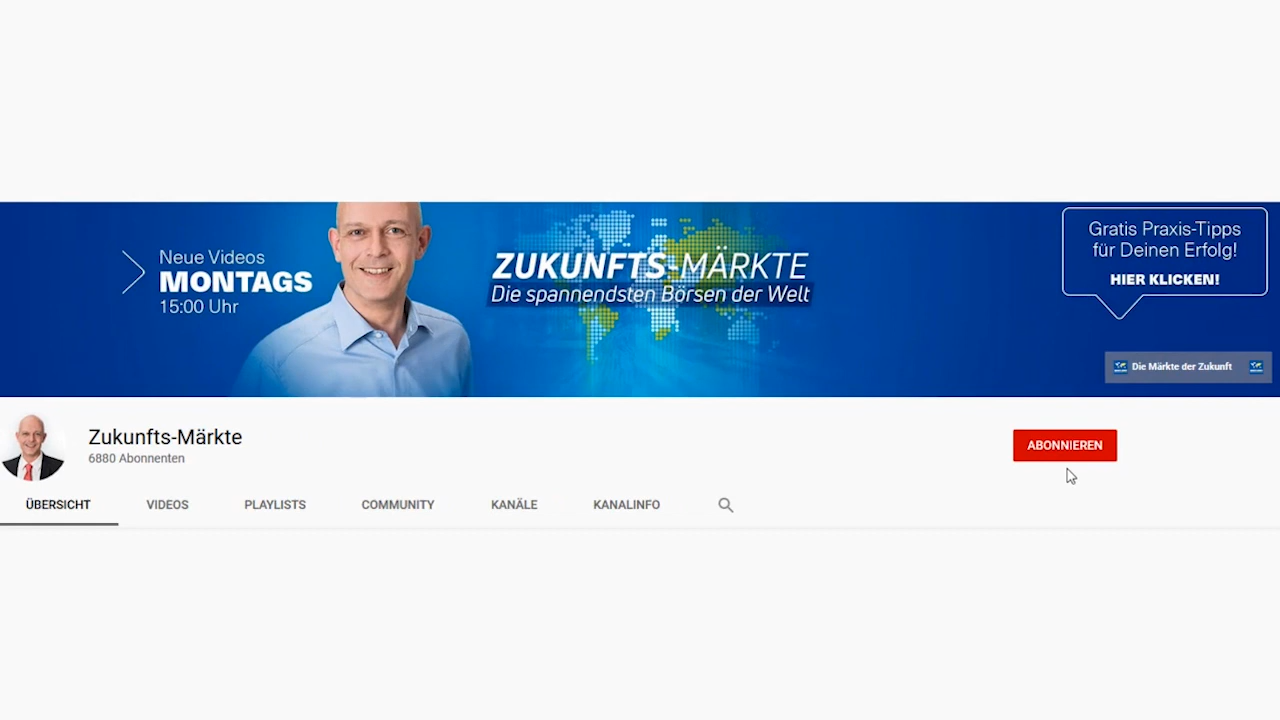 Neue Videos
MONTAGS
15:00 Uhr
ZUKUNFTS-MÄRKTE
Die spannendsten Börsen der Welt
Gratis Praxis-Tipps
für Deinen Erfolg!
HIER KLICKEN!
Die Märkte der Zukunft
Zukunfts-Märkte
6880 Abonnenten
ABONNIEREN
ÜBERSICHT VIDEOS PLAYLISTS COMMUNITY KANÄLE KANALINFO